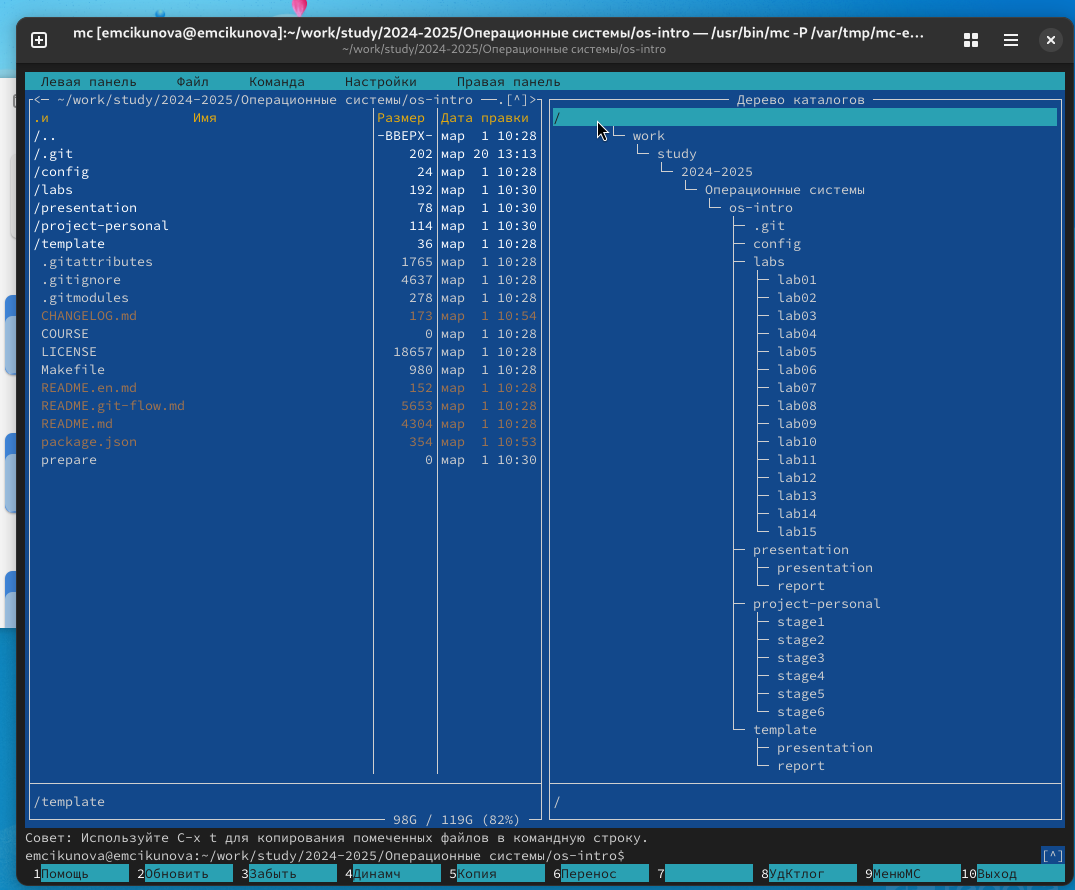 mc [emcikunova@emcikunova]:~/work/study/2024-2025/Операционные системы/os-intro — /usr/bin/mc -P /var/tmp/mc-e…
~/work/study/2024-2025/Операционные системы/os-intro
Левая панель Файл Команда Настройки Правая панель
<─ ~/work/study/2024-2025/Операционные системы/os-intro ──.[^]>
.и Имя Размер Дата правки
/.. -ВВЕРХ- мар 1 10:28
/.git 202 мар 20 13:13
/config 24 мар 1 10:28
/labs 192 мар 1 10:30
/presentation 78 мар 1 10:30
/project-personal 114 мар 1 10:30
/template 36 мар 1 10:28
.gitattributes 1765 мар 1 10:28
.gitignore 4637 мар 1 10:28
.gitmodules 278 мар 1 10:28
CHANGELOG.md 173 мар 1 10:54
COURSE 0 мар 1 10:28
LICENSE 18657 мар 1 10:28
Makefile 980 мар 1 10:28
README.en.md 152 мар 1 10:28
README.git-flow.md 5653 мар 1 10:28
README.md 4304 мар 1 10:28
package.json 354 мар 1 10:53
prepare 0 мар 1 10:30
/template
98G / 119G (82%)
Дерево каталогов
/
work
study
2024-2025
Операционные системы
os-intro
.git
config
labs
lab01
lab02
lab03
lab04
lab05
lab06
lab07
lab08
lab09
lab10
lab11
lab12
lab13
lab14
lab15
presentation
presentation
report
project-personal
stage1
stage2
stage3
stage4
stage5
stage6
template
presentation
report
/
Совет: Используйте C-x t для копирования помеченных файлов в командную строку.
emcikunova@emcikunova:~/work/study/2024-2025/Операционные системы/os-intro$ [^]
1Помощь 2Обновить 3Забыть 4Динамч 5Копия 6Перенос 7 8УдКтлог 9МенюMC 10Выход